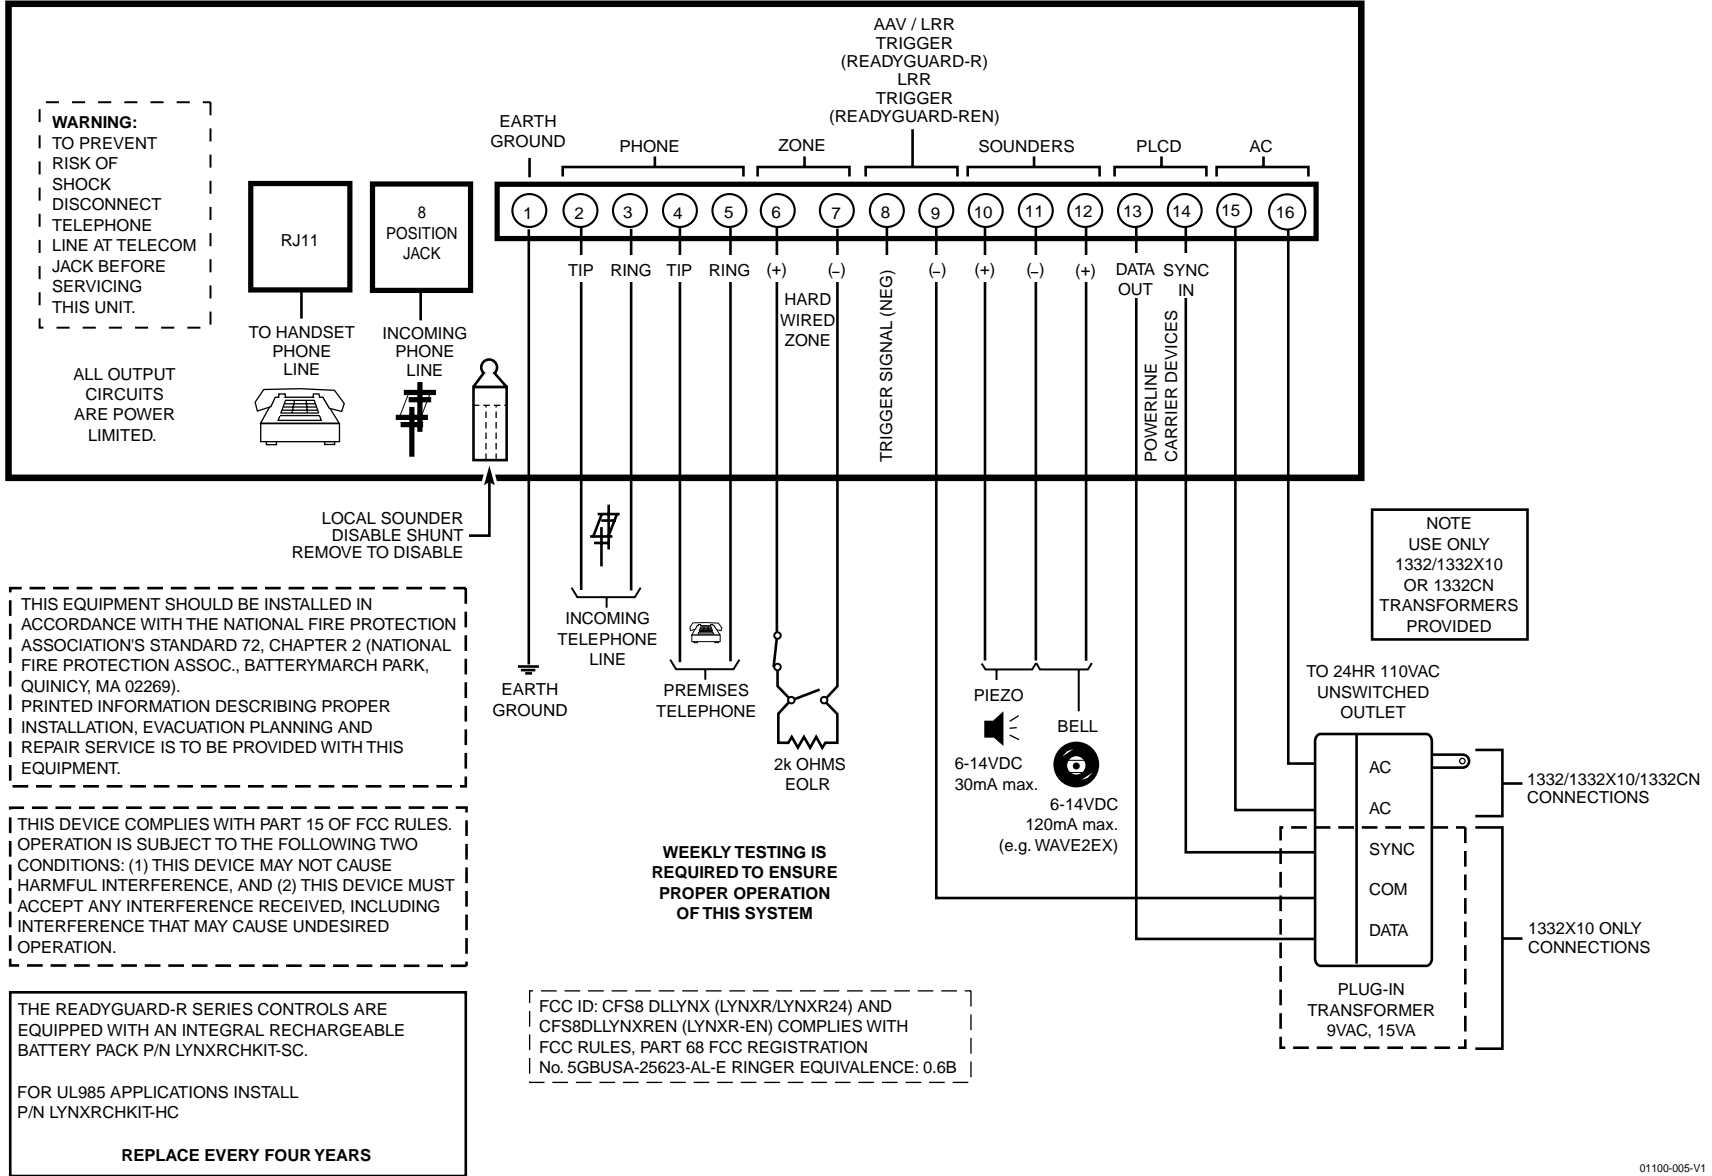 AAV / LRR
TRIGGER
(READYGUARD-R)
LRR
TRIGGER
(READYGUARD-REN)
WARNING:
TO PREVENT
RISK OF
SHOCK
DISCONNECT
TELEPHONE
LINE AT TELECOM
JACK BEFORE
SERVICING
THIS UNIT.
ALL OUTPUT
CIRCUITS
ARE POWER
LIMITED.
RJ11
TO HANDSET
PHONE
LINE
8
POSITION
JACK
INCOMING
PHONE
LINE
EARTH
GROUND
PHONE
ZONE
SOUNDERS
PLCD
AC
1 2 3 4 5 6 7 8 9 10 11 12 13 14 15 16
TIP RING TIP RING (+) (–) (–) (+) (–) (+)
DATA
OUT
SYNC
IN
HARD
WIRED
ZONE
TRIGGER SIGNAL (NEG)
POWERLINE
CARRIER DEVICES
LOCAL SOUNDER
DISABLE SHUNT
REMOVE TO DISABLE
EARTH
GROUND
INCOMING
TELEPHONE
LINE
PREMISES
TELEPHONE
2k OHMS
EOLR
PIEZO
6-14VDC
30mA max.
BELL
6-14VDC
120mA max.
(e.g. WAVE2EX)
NOTE
USE ONLY
1332/1332X10
OR 1332CN
TRANSFORMERS
PROVIDED
TO 24HR 110VAC
UNSWITCHED
OUTLET
AC
AC
SYNC
COM
DATA
1332/1332X10/1332CN
CONNECTIONS
1332X10 ONLY
CONNECTIONS
PLUG-IN
TRANSFORMER
9VAC, 15VA
THIS EQUIPMENT SHOULD BE INSTALLED IN
ACCORDANCE WITH THE NATIONAL FIRE PROTECTION
ASSOCIATION'S STANDARD 72, CHAPTER 2 (NATIONAL
FIRE PROTECTION ASSOC., BATTERYMARCH PARK,
QUINICY, MA 02269).
PRINTED INFORMATION DESCRIBING PROPER
INSTALLATION, EVACUATION PLANNING AND
REPAIR SERVICE IS TO BE PROVIDED WITH THIS
EQUIPMENT.
THIS DEVICE COMPLIES WITH PART 15 OF FCC RULES.
OPERATION IS SUBJECT TO THE FOLLOWING TWO
CONDITIONS: (1) THIS DEVICE MAY NOT CAUSE
HARMFUL INTERFERENCE, AND (2) THIS DEVICE MUST
ACCEPT ANY INTERFERENCE RECEIVED, INCLUDING
INTERFERENCE THAT MAY CAUSE UNDESIRED
OPERATION.
WEEKLY TESTING IS
REQUIRED TO ENSURE
PROPER OPERATION
OF THIS SYSTEM
THE READYGUARD-R SERIES CONTROLS ARE
EQUIPPED WITH AN INTEGRAL RECHARGEABLE
BATTERY PACK P/N LYNXRCHKIT-SC.
FOR UL985 APPLICATIONS INSTALL
P/N LYNXRCHKIT-HC
REPLACE EVERY FOUR YEARS
FCC ID: CFS8 DLLYNX (LYNXR/LYNXR24) AND
CFS8DLLYNXREN (LYNXR-EN) COMPLIES WITH
FCC RULES, PART 68 FCC REGISTRATION
No. 5GBUSA-25623-AL-E RINGER EQUIVALENCE: 0.6B
01100-005-V1